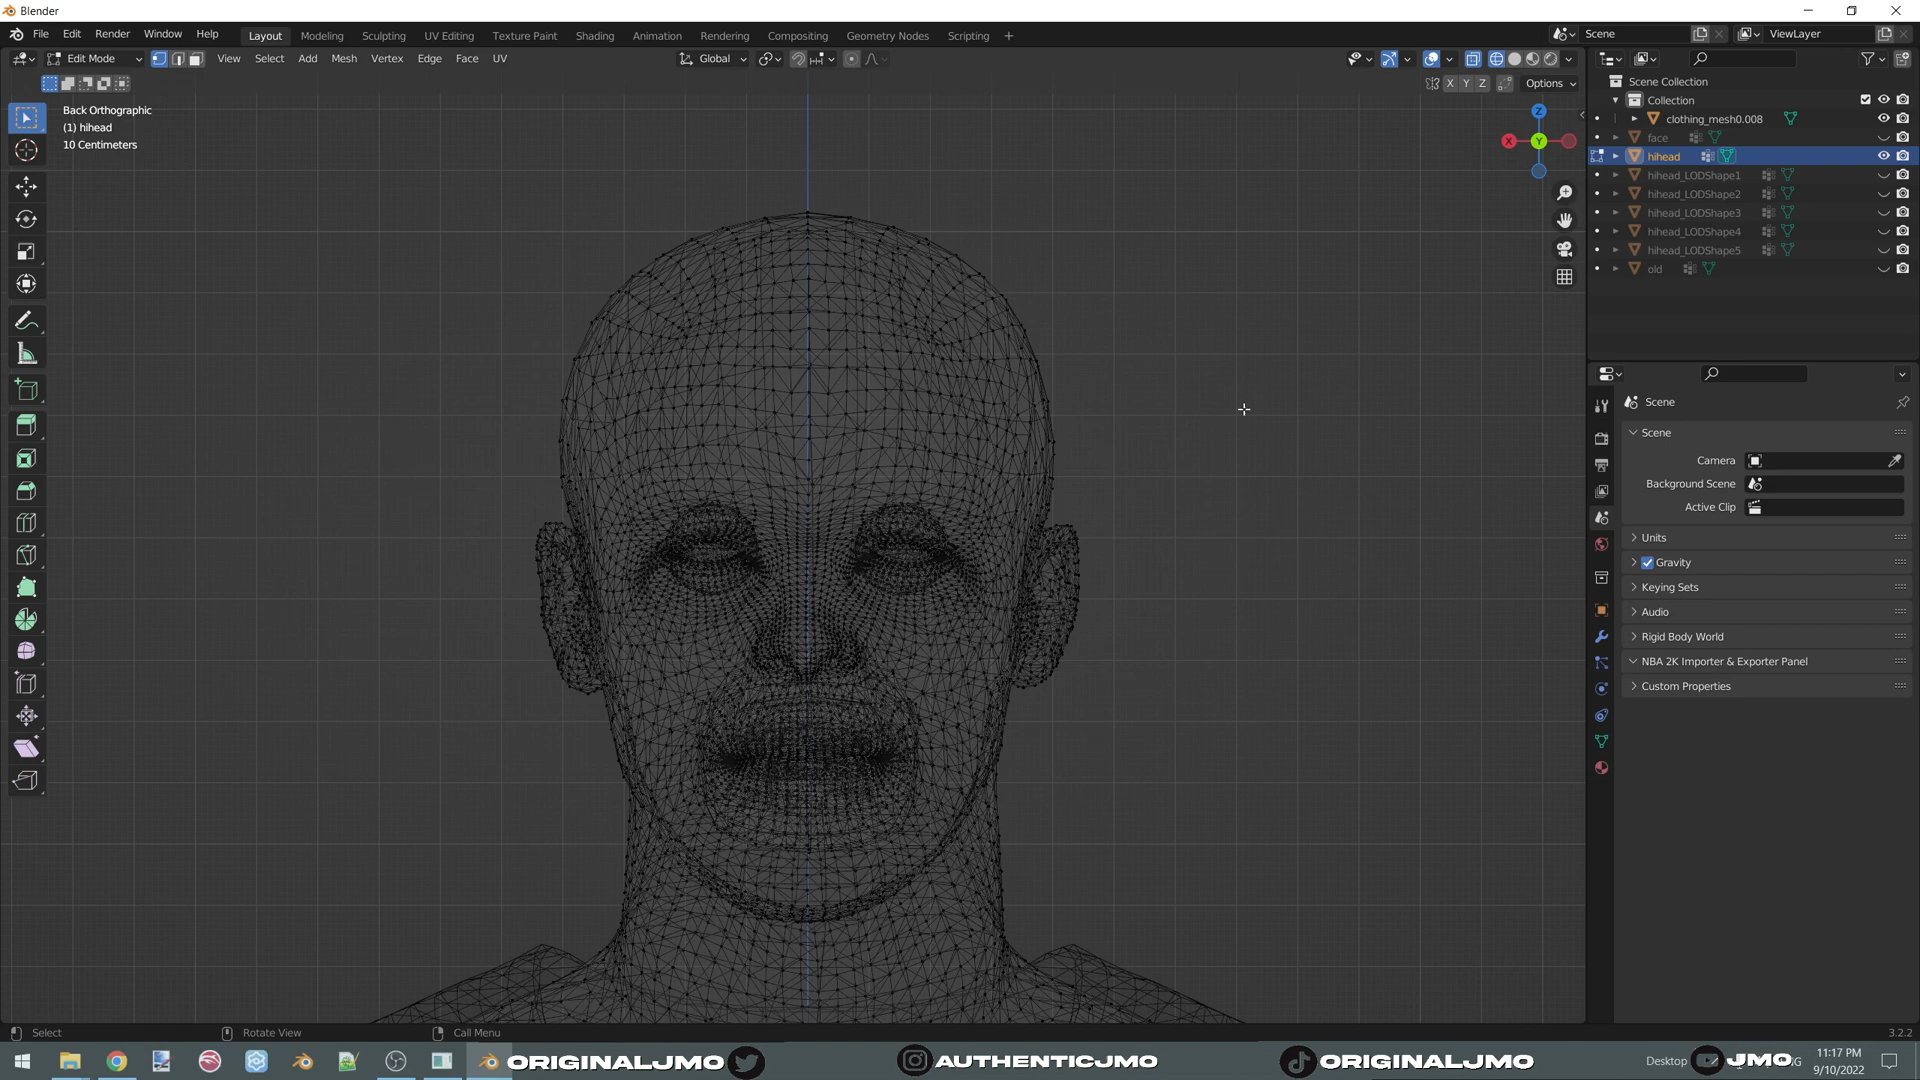 Blender
File Edit Render Window Help Layout Modeling Sculpting UV Editing Texture Paint Shading Animation Rendering Compositing Geometry Nodes Scripting Scene ViewLayer
Edit Mode View Select Add Mesh Vertex Edge Face UV Global
X Y Z Options
Back Orthographic
(1) hihead
10 Centimeters
Z
X Y
Scene Collection
Collection
clothing_mesh0.008
face
hihead
hihead_LODShape1
hihead_LODShape2
hihead_LODShape3
hihead_LODShape4
hihead_LODShape5
old
Scene
Scene
Camera
Background Scene
Active Clip
Units
Gravity
Keying Sets
Audio
Rigid Body World
NBA 2K Importer & Exporter Panel
Custom Properties
Select Rotate View Call Menu 3.2.2
ORIGINALJMO AUTHENTICJMO ORIGINALJMO Desktop JMO 11:17 PM
9/10/2022